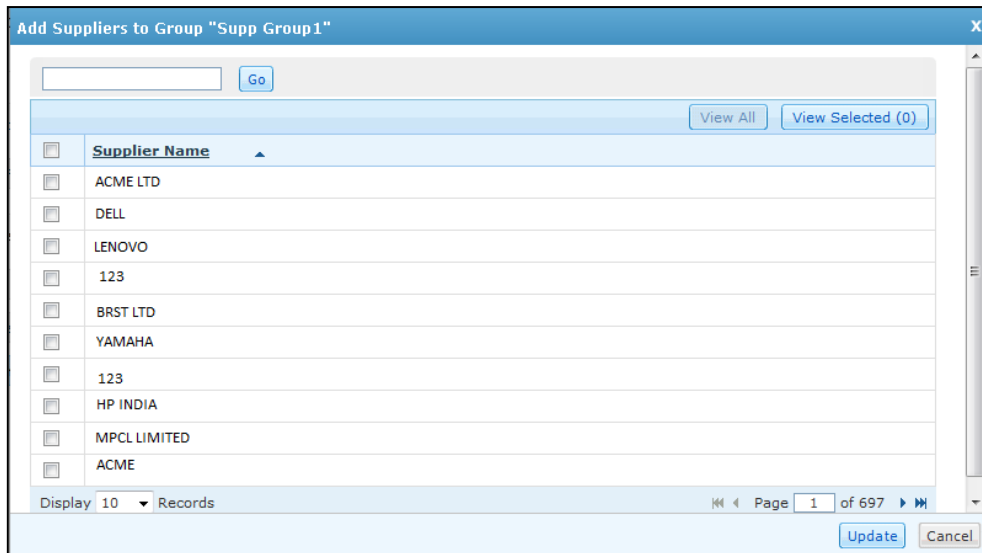 Add Suppliers to Group "Supp Group1" X
Go
View All View Selected (0)
Supplier Name
ACME LTD
DELL
LENOVO
123
BRST LTD
YAMAHA
123
HP INDIA
MPCL LIMITED
ACME
Display 10 Records Page 1 of 697
Update Cancel